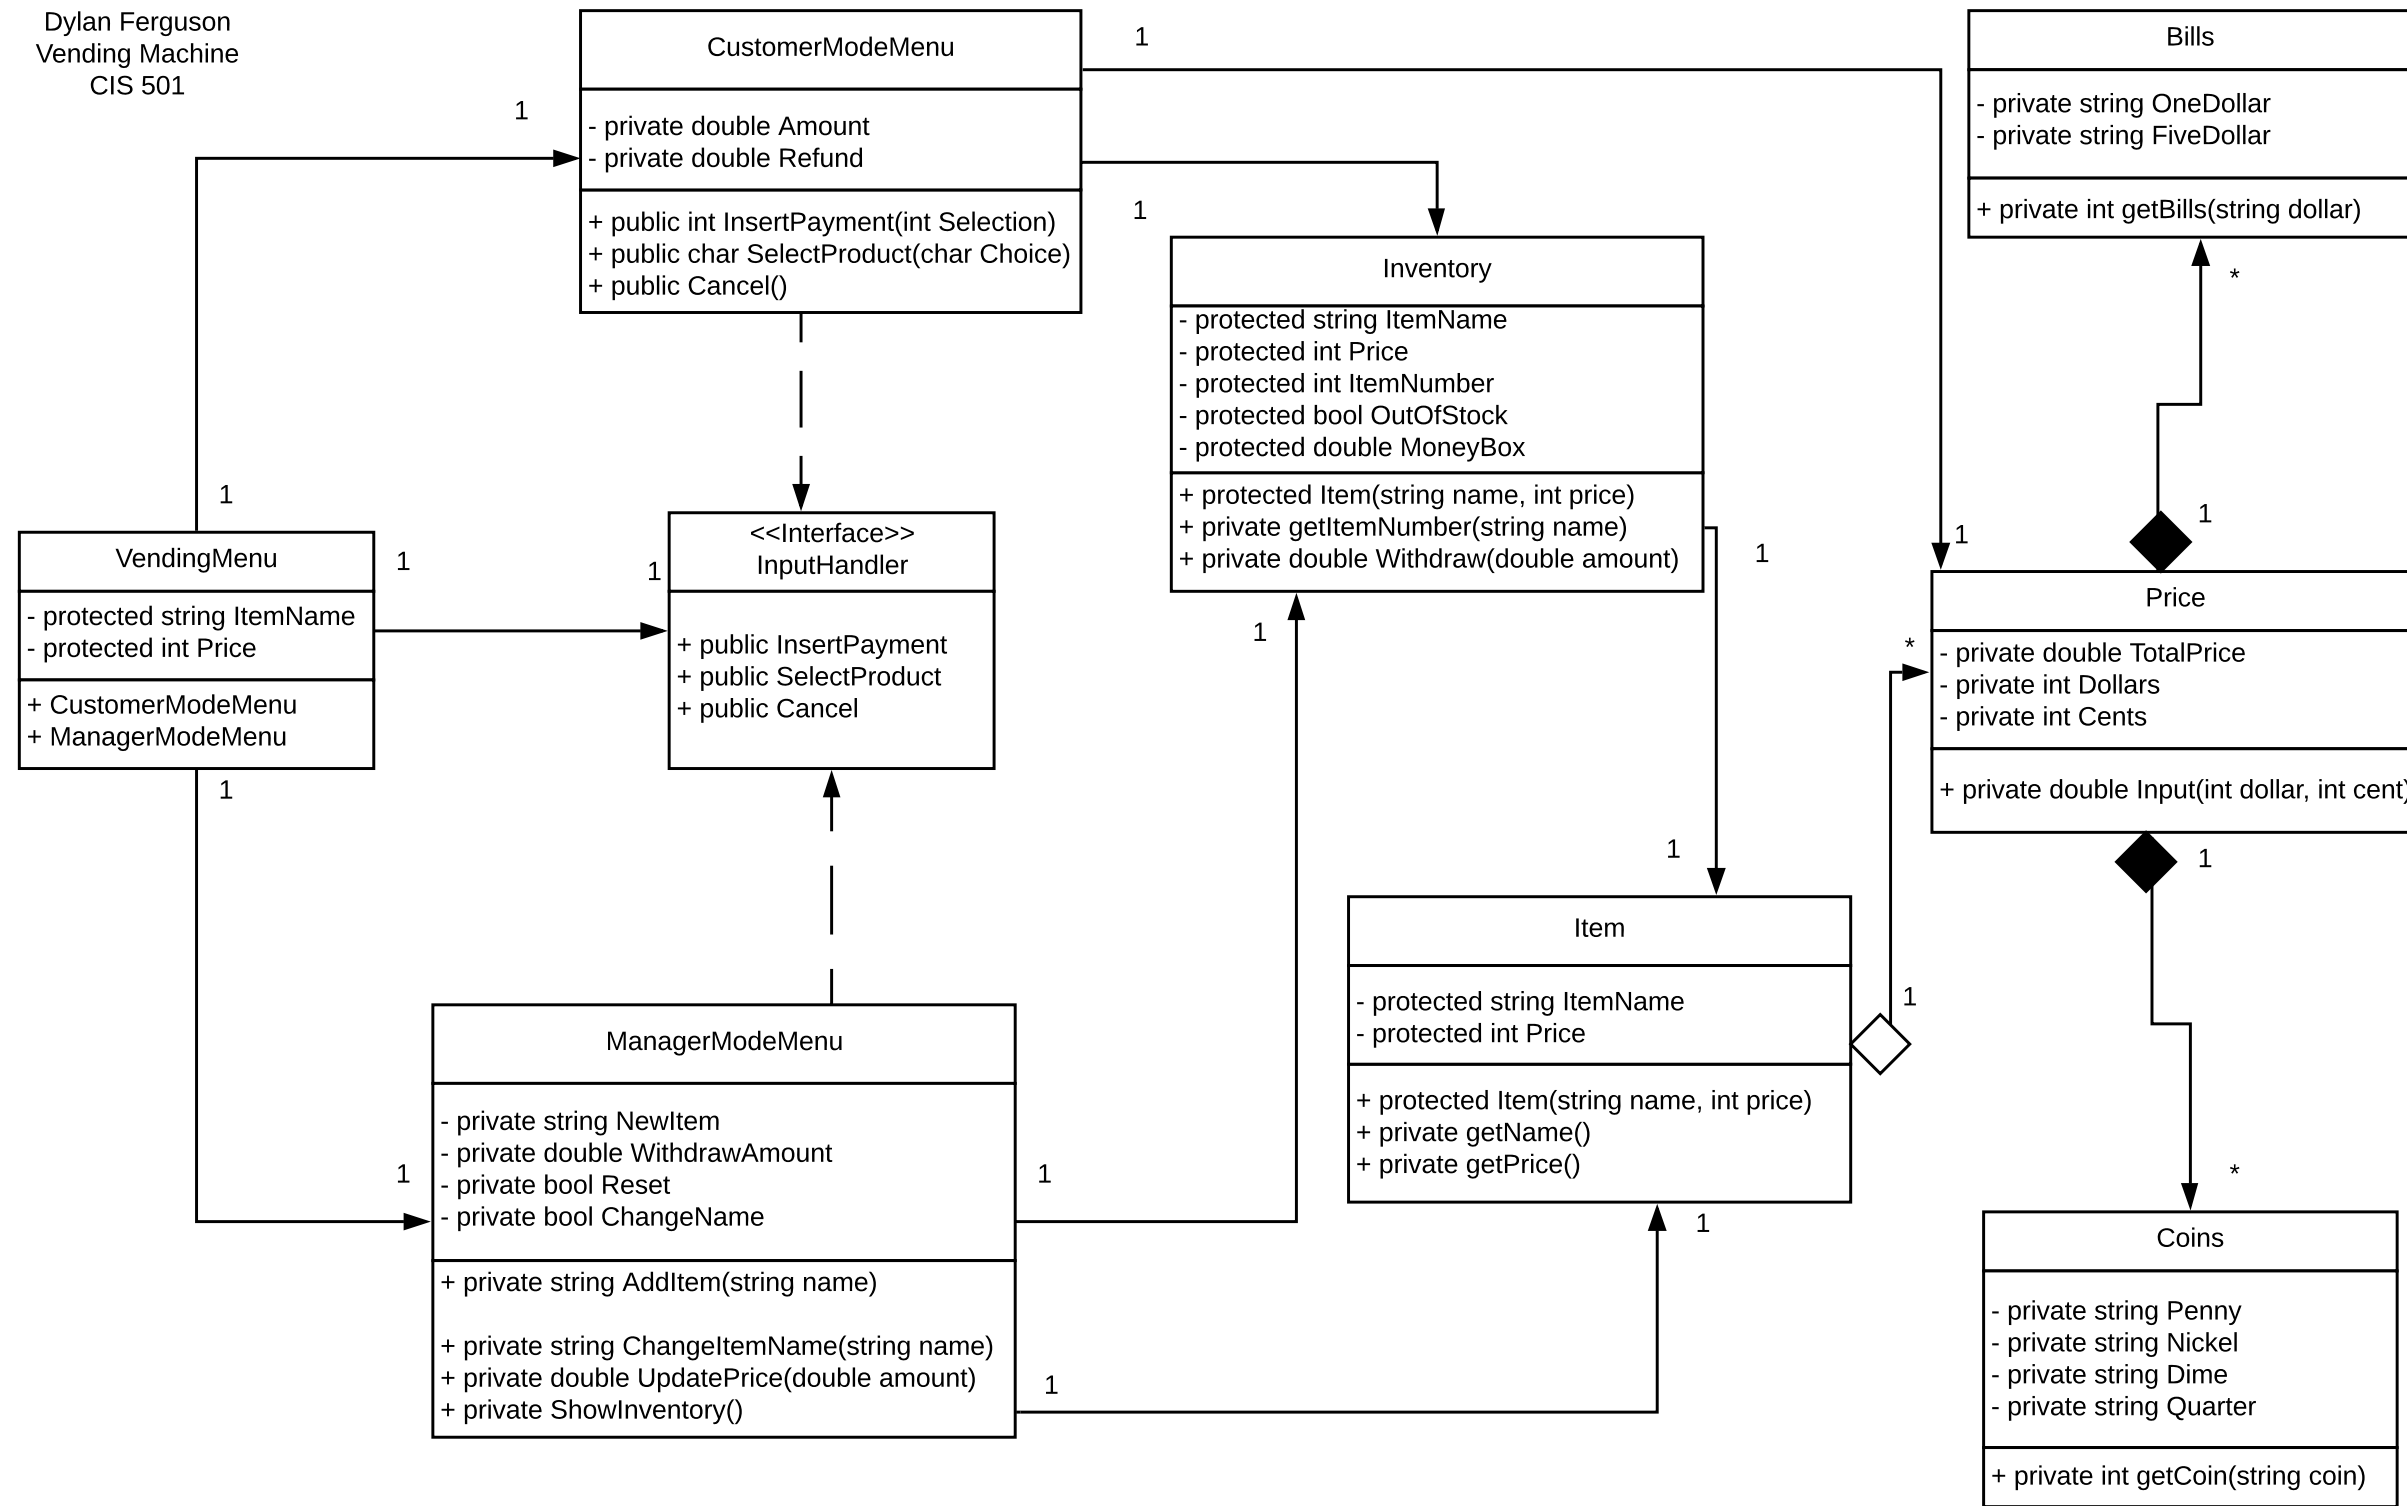 Dylan Ferguson
Vending Machine
CIS 501
CustomerModeMenu
- private double Amount
- private double Refund
+ public int InsertPayment(int Selection)
+ public char SelectProduct(char Choice)
+ public Cancel()
1
1
1
1
Bills
- private string OneDollar
- private string FiveDollar
+ private int getBills(string dollar)
*
1
Inventory
- protected string ItemName
- protected int Price
- protected int ItemNumber
- protected bool OutOfStock
- protected double MoneyBox
+ protected Item(string name, int price)
+ private getItemNumber(string name)
+ private double Withdraw(double amount)
1
1
1
VendingMenu
- protected string ItemName
- protected int Price
+ CustomerModeMenu
+ ManagerModeMenu
1
1
1
<<Interface>>
InputHandler
+ public InsertPayment
+ public SelectProduct
+ public Cancel
1
Price
- private double TotalPrice
- private int Dollars
- private int Cents
+ private double Input(int dollar, int cent)
*
1
Item
- protected string ItemName
- protected int Price
+ protected Item(string name, int price)
+ private getName()
+ private getPrice()
1
1
ManagerModeMenu
- private string NewItem
- private double WithdrawAmount
- private bool Reset
- private bool ChangeName
+ private string AddItem(string name)
+ private string ChangeItemName(string name)
+ private double UpdatePrice(double amount)
+ private ShowInventory()
1
1
1
*
Coins
- private string Penny
- private string Nickel
- private string Dime
- private string Quarter
+ private int getCoin(string coin)